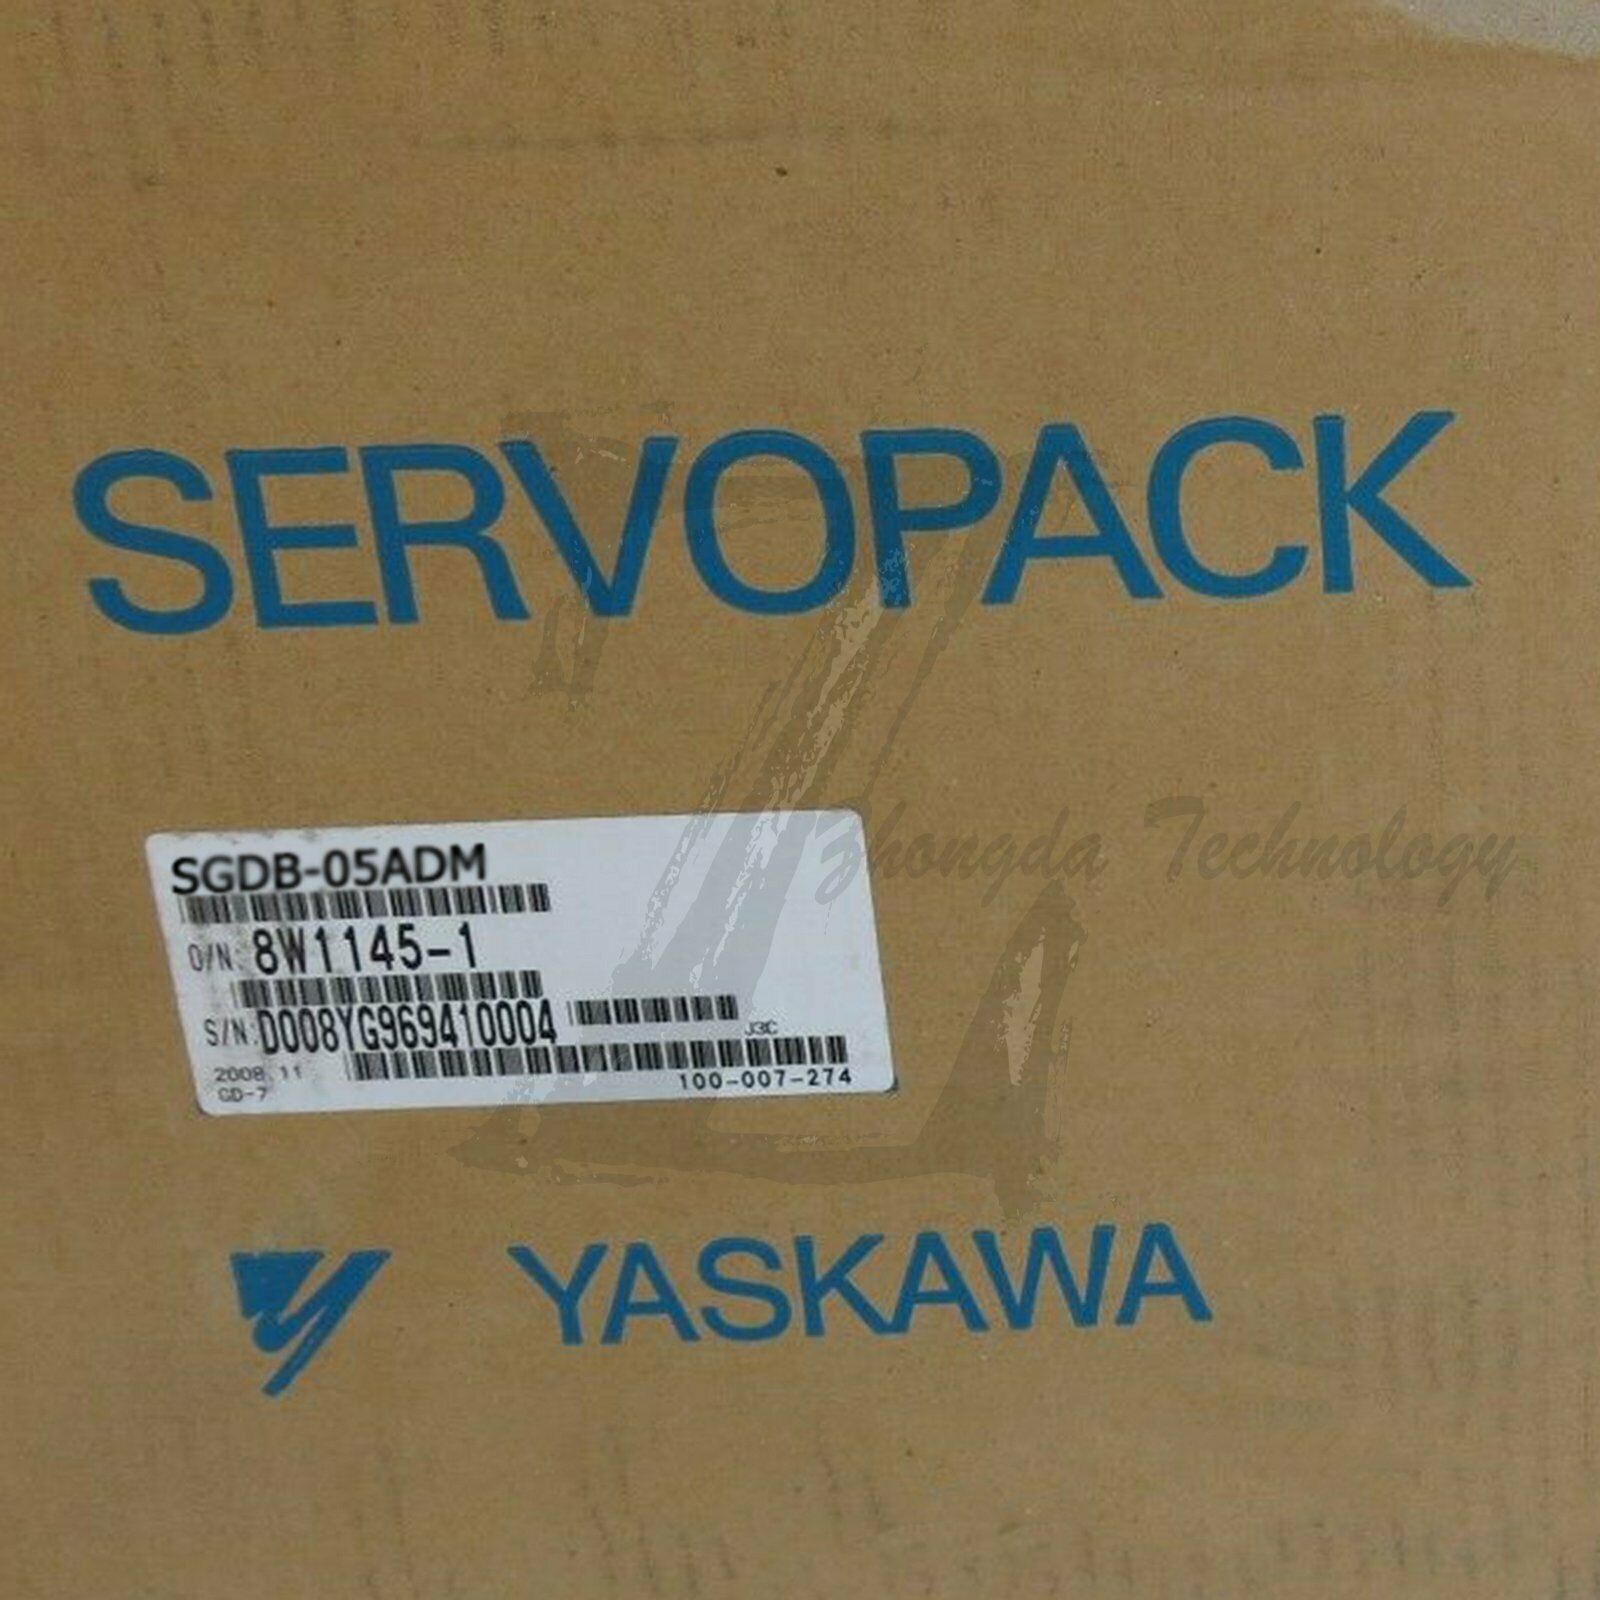 SERVOPACK
Zhongda Technology
SGDB-05ADM
O/N: 8W1145-1
S/N: D008YG969410004
J3C
2008.11
100-007-274
GD-7
YASKAWA